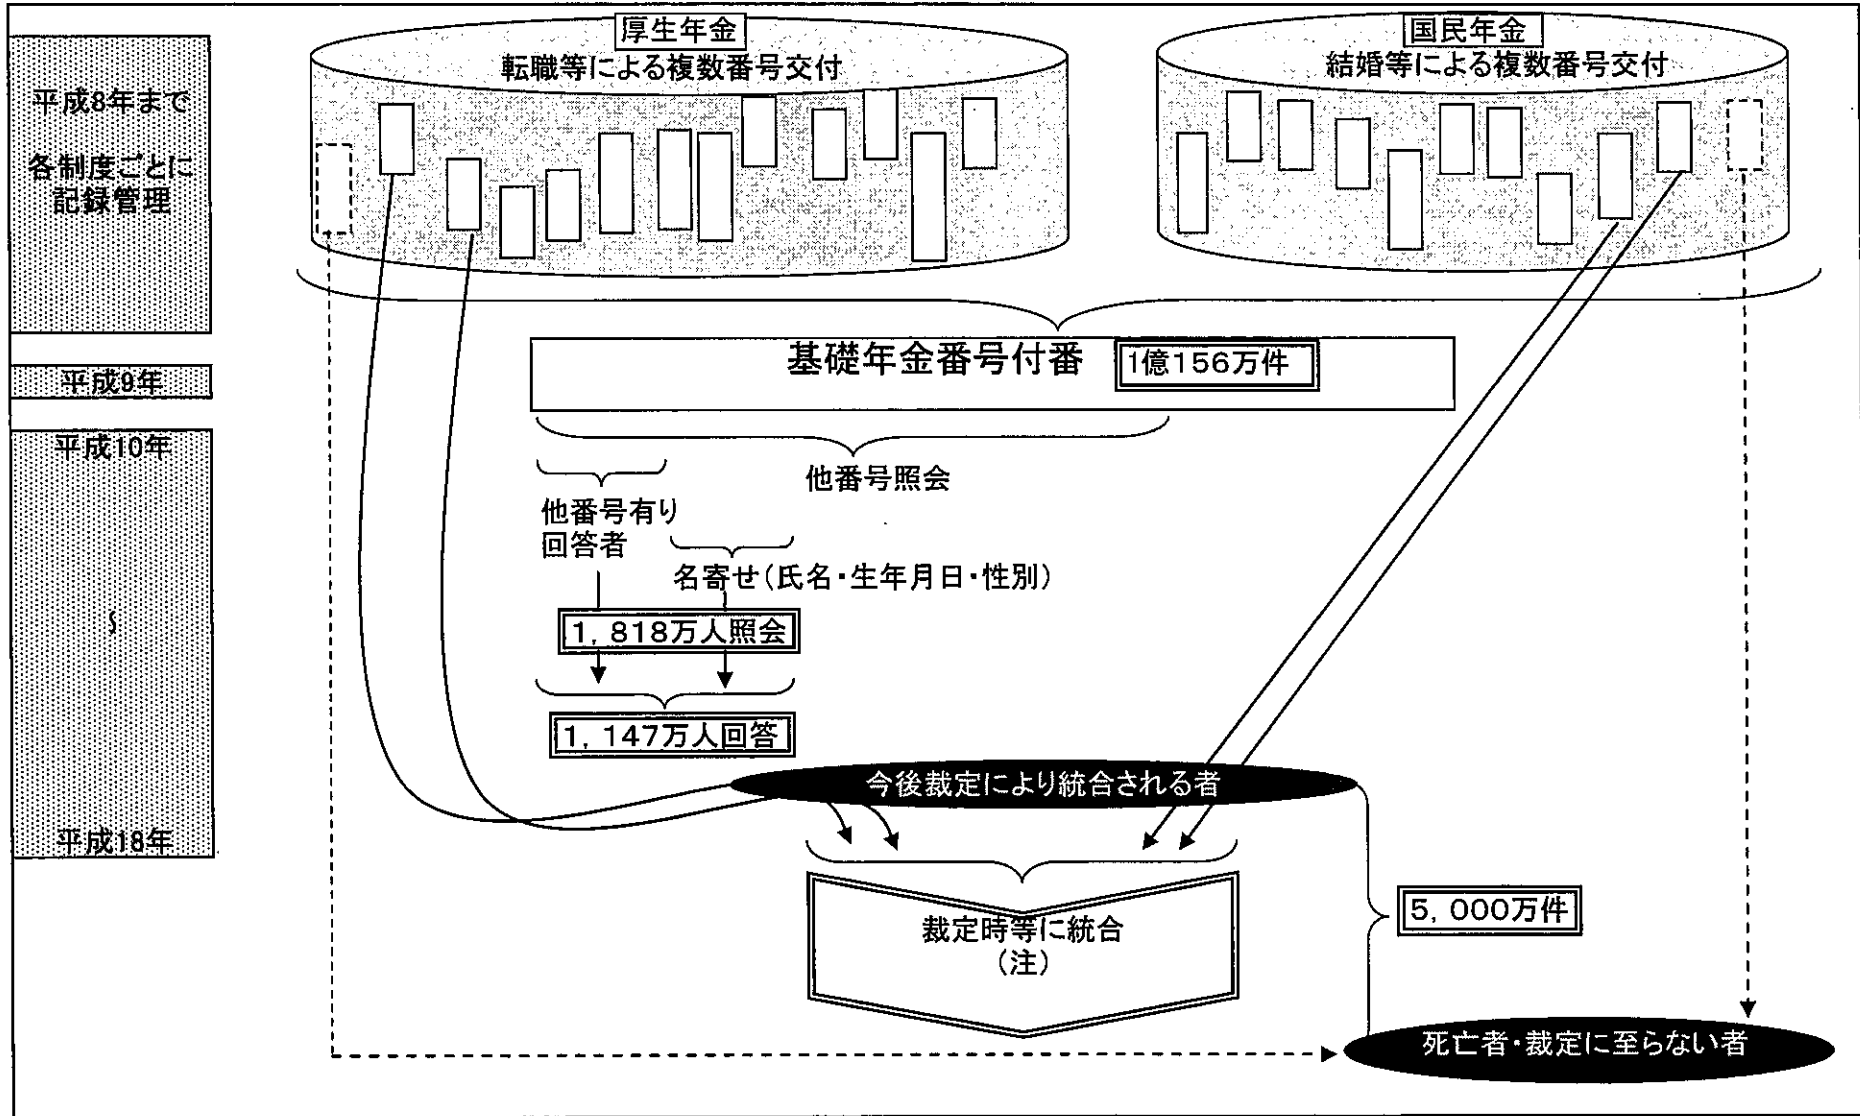 厚生年金
転職等による複数番号交付
国民年金
結婚等による複数番号交付
平成8年まで
各制度ごとに
記録管理
基礎年金番号付番
1億156万件
平成9年
平成10年
他番号照会
他番号有り
回答者
名寄せ(氏名・生年月日・性別)
1,818万人照会
～
1,147万人回答
今後裁定により統合される者
平成18年
5,000万件
裁定時等に統合
(注)
死亡者・裁定に至らない者